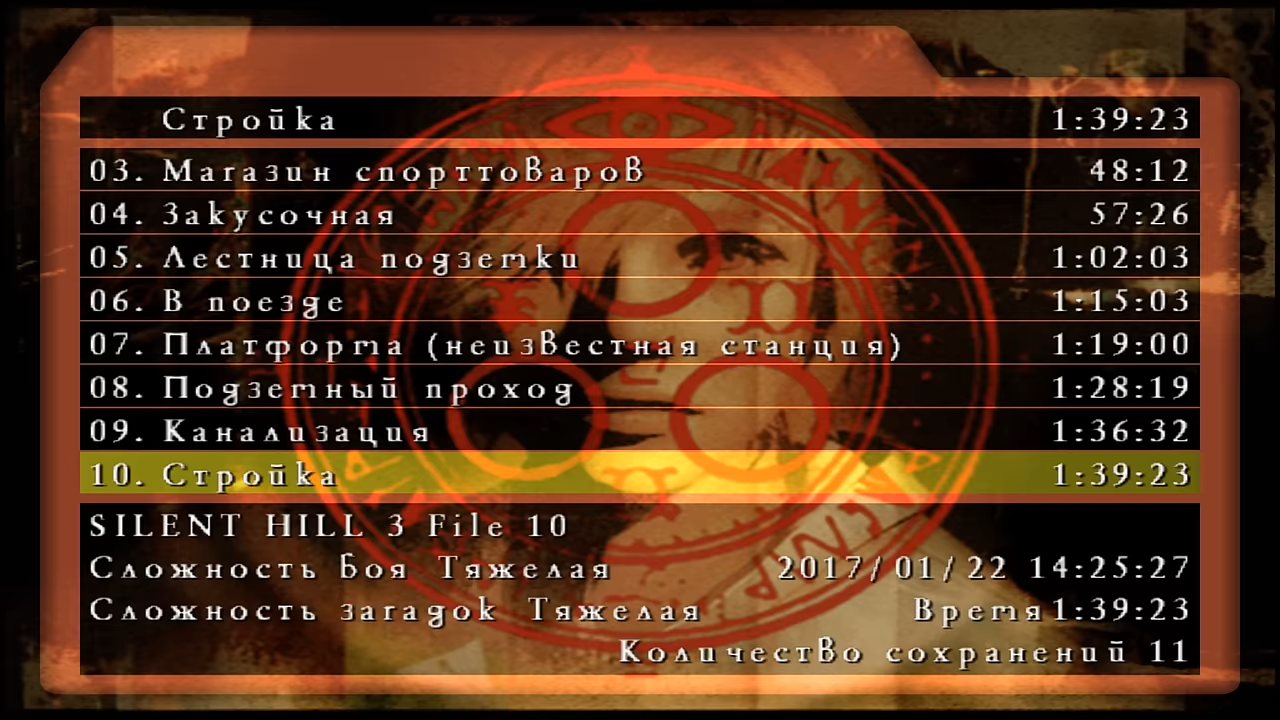 Стройка 1:39:23
03. Магазин спорттоваров 48:12
04. Закусочная 57:26
05. Лестница подземки 1:02:03
06. В поезде 1:15:03
07. Платформа (неизвестная станция) 1:19:00
08. Подземный проход 1:28:19
09. Канализация 1:36:32
10. Стройка 1:39:23
SILENT HILL 3 File 10
Сложность боя Тяжелая 2017/01/22 14:25:27
Сложность загадок Тяжелая Время 1:39:23
Количество сохранений 11